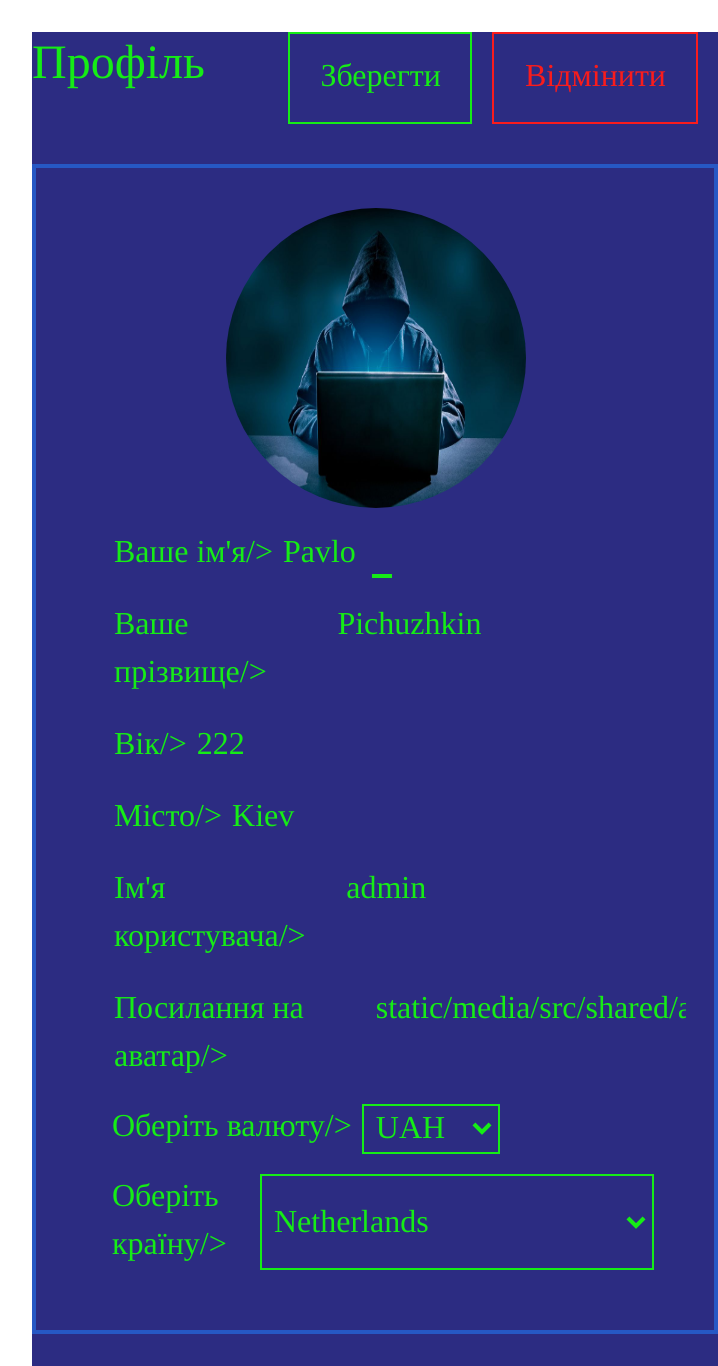 Профіль Зберегти Відмінити
Ваше ім'я/> Pavlo
Ваше Pichuzhkin
прізвище/>
Вік/> 222
Місто/> Kiev
Ім'я admin
користувача/>
Посилання на static/media/src/shared/a
аватар/>
Оберіть валюту/> UAH
Оберіть
країну/> Netherlands